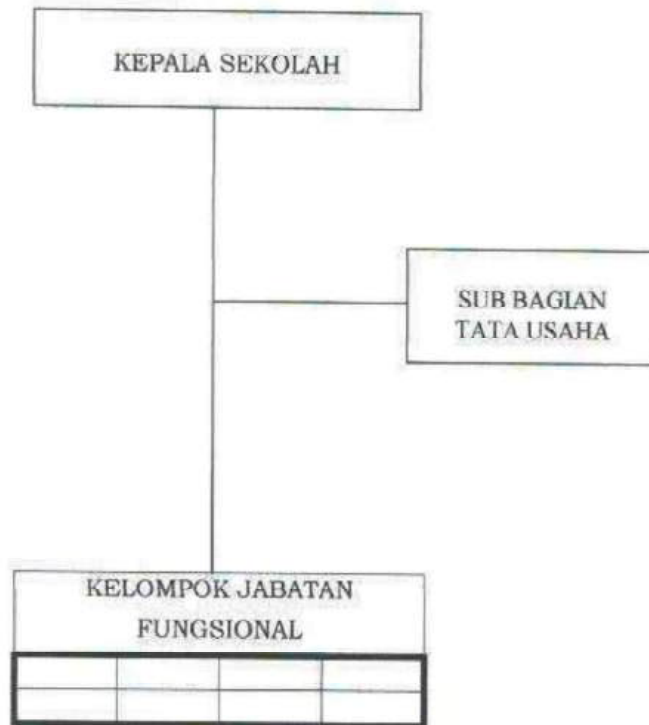 KEPALA SEKOLAH
SUB BAGIAN
TATA USAHA
KELOMPOK JABATAN
FUNGSIONAL